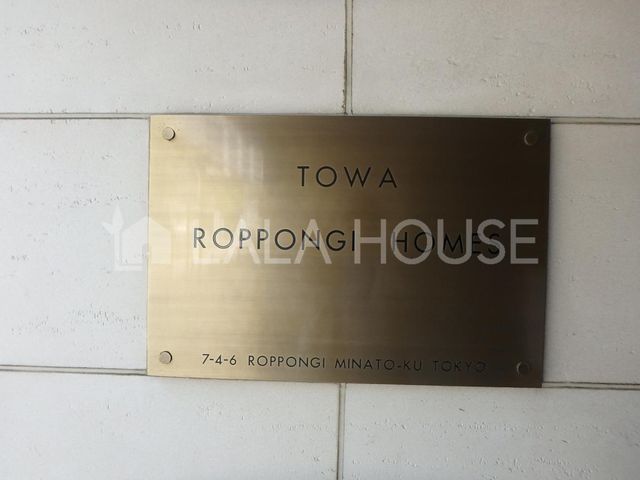 TOWA
ROPPONGI HOMES
LALA HOUSE
7-4-6 ROPPONGI MINATO-KU TOKYO